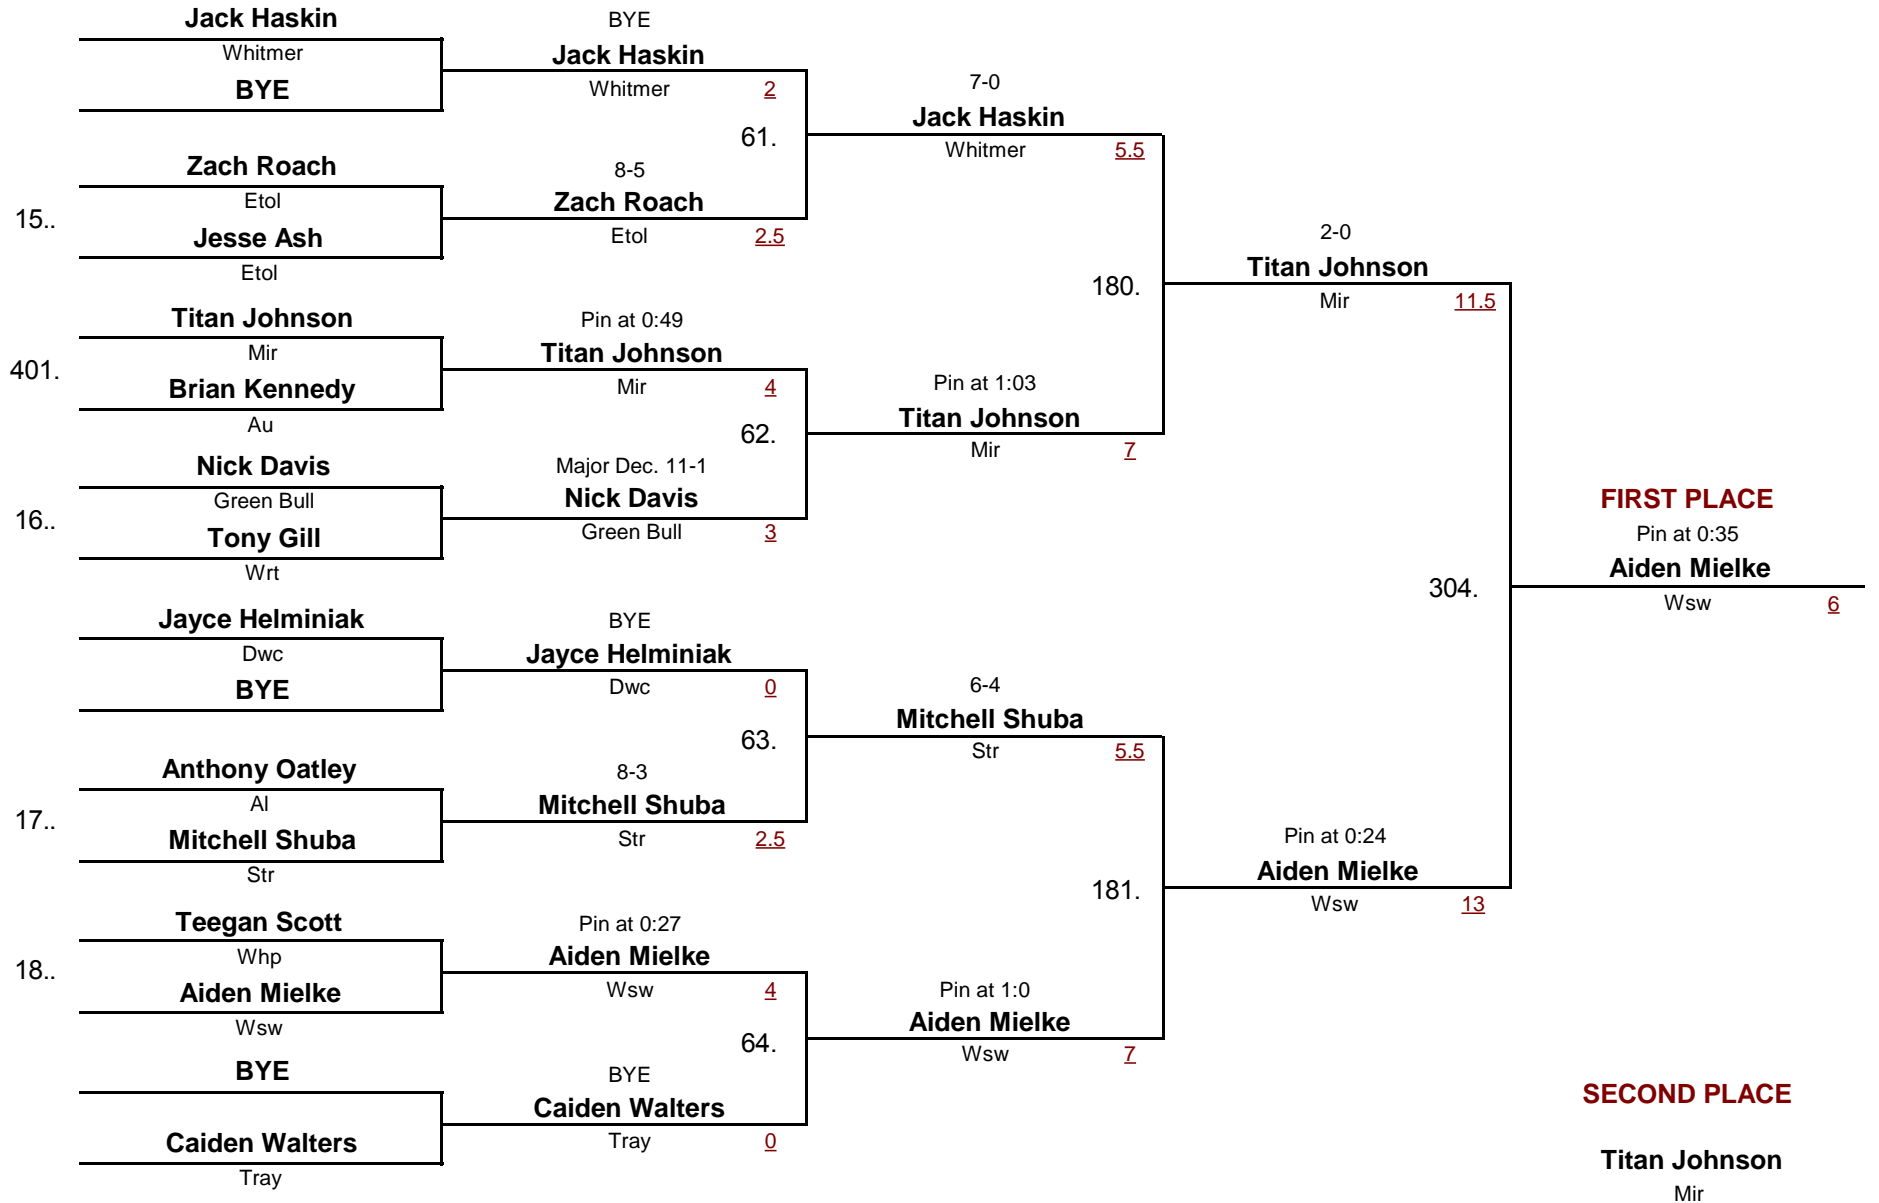 Jack Haskin
Whitmer
BYE
Zach Roach
15..
Etol
Jesse Ash
Etol
Titan Johnson
401.
Mir
Brian Kennedy
Au
Nick Davis
16..
Green Bull
Tony Gill
Wrt
Jayce Helminiak
Dwc
BYE
Anthony Oatley
17..
Al
Mitchell Shuba
Str
Teegan Scott
18..
Whp
Aiden Mielke
Wsw
BYE
Caiden Walters
Tray
BYE
Jack Haskin
Whitmer 2
61.
8-5
Zach Roach
Etol 2.5
Pin at 0:49
Titan Johnson
Mir 4
62.
Major Dec. 11-1
Nick Davis
Green Bull 3
BYE
Jayce Helminiak
Dwc 0
63.
8-3
Mitchell Shuba
Str 2.5
Pin at 0:27
Aiden Mielke
Wsw 4
64.
BYE
Caiden Walters
Tray 0
7-0
Jack Haskin
Whitmer 5.5
180.
Pin at 1:03
Titan Johnson
Mir 7
6-4
Mitchell Shuba
Str 5.5
181.
Pin at 1:0
Aiden Mielke
Wsw 7
2-0
Titan Johnson
Mir 11.5
304.
Pin at 0:24
Aiden Mielke
Wsw 13
FIRST PLACE
Pin at 0:35
Aiden Mielke
Wsw 6
SECOND PLACE
Titan Johnson
Mir